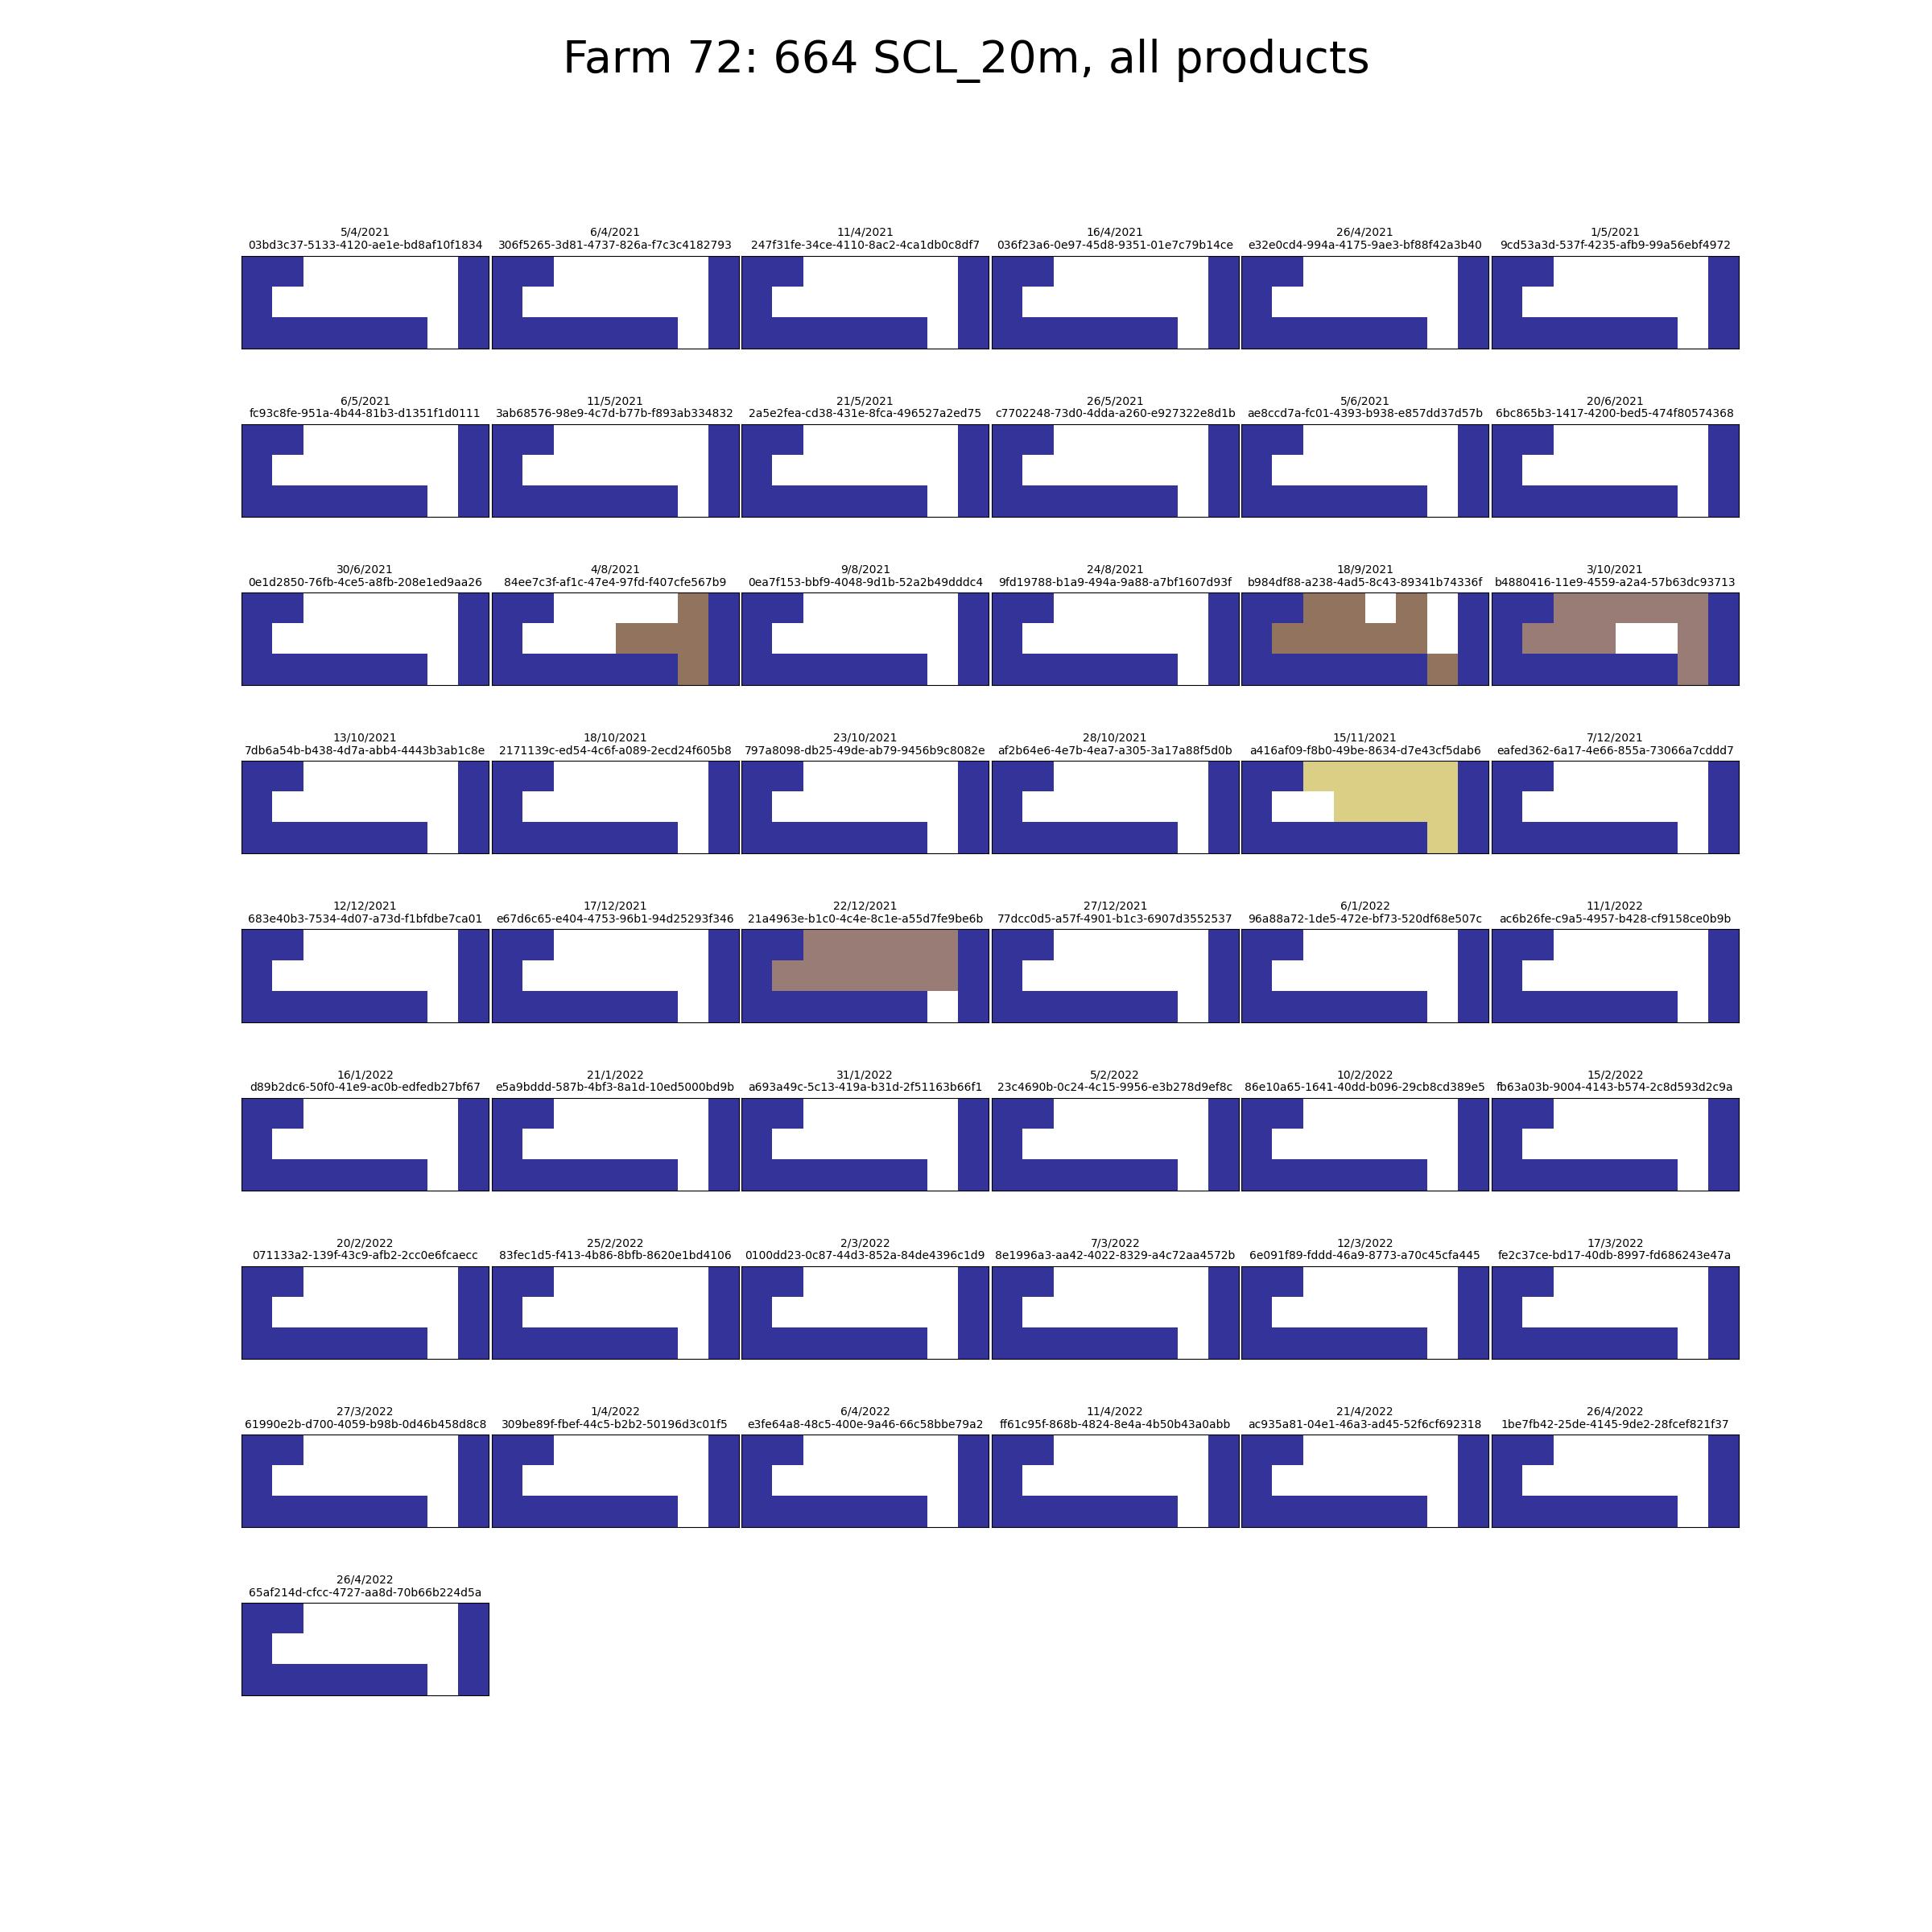 Farm 72: 664 SCL_20m, all products
5/4/2021
03bd3c37-5133-4120-ae1e-bd8af10f1834
6/4/2021
306f5265-3d81-4737-826a-f7c3c4182793
11/4/2021
247f31fe-34ce-4110-8ac2-4ca1db0c8df7
16/4/2021
036f23a6-0e97-45d8-9351-01e7c79b14ce
26/4/2021
e32e0cd4-994a-4175-9ae3-bf88f42a3b40
1/5/2021
9cd53a3d-537f-4235-afb9-99a56ebf4972
6/5/2021
fc93c8fe-951a-4b44-81b3-d1351f1d0111
11/5/2021
3ab68576-98e9-4c7d-b77b-f893ab334832
21/5/2021
2a5e2fea-cd38-431e-8fca-496527a2ed75
26/5/2021
c7702248-73d0-4dda-a260-e927322e8d1b
5/6/2021
ae8ccd7a-fc01-4393-b938-e857dd37d57b
20/6/2021
6bc865b3-1417-4200-bed5-474f80574368
30/6/2021
0e1d2850-76fb-4ce5-a8fb-208e1ed9aa26
4/8/2021
84ee7c3f-af1c-47e4-97fd-f407cfe567b9
9/8/2021
0ea7f153-bbf9-4048-9d1b-52a2b49dddc4
24/8/2021
9fd19788-b1a9-494a-9a88-a7bf1607d93f
18/9/2021
b984df88-a238-4ad5-8c43-89341b74336f
3/10/2021
b4880416-11e9-4559-a2a4-57b63dc93713
13/10/2021
7db6a54b-b438-4d7a-abb4-4443b3ab1c8e
18/10/2021
2171139c-ed54-4c6f-a089-2ecd24f605b8
23/10/2021
797a8098-db25-49de-ab79-9456b9c8082e
28/10/2021
af2b64e6-4e7b-4ea7-a305-3a17a88f5d0b
15/11/2021
a416af09-f8b0-49be-8634-d7e43cf5dab6
7/12/2021
eafed362-6a17-4e66-855a-73066a7cddd7
12/12/2021
683e40b3-7534-4d07-a73d-f1bfdbe7ca01
17/12/2021
e67d6c65-e404-4753-96b1-94d25293f346
22/12/2021
21a4963e-b1c0-4c4e-8c1e-a55d7fe9be6b
27/12/2021
77dcc0d5-a57f-4901-b1c3-6907d3552537
6/1/2022
96a88a72-1de5-472e-bf73-520df68e507c
11/1/2022
ac6b26fe-c9a5-4957-b428-cf9158ce0b9b
16/1/2022
d89b2dc6-50f0-41e9-ac0b-edfedb27bf67
21/1/2022
e5a9bddd-587b-4bf3-8a1d-10ed5000bd9b
31/1/2022
a693a49c-5c13-419a-b31d-2f51163b66f1
5/2/2022
23c4690b-0c24-4c15-9956-e3b278d9ef8c
10/2/2022
86e10a65-1641-40dd-b096-29cb8cd389e5
15/2/2022
fb63a03b-9004-4143-b574-2c8d593d2c9a
20/2/2022
071133a2-139f-43c9-afb2-2cc0e6fcaecc
25/2/2022
83fec1d5-f413-4b86-8bfb-8620e1bd4106
2/3/2022
0100dd23-0c87-44d3-852a-84de4396c1d9
7/3/2022
8e1996a3-aa42-4022-8329-a4c72aa4572b
12/3/2022
6e091f89-fddd-46a9-8773-a70c45cfa445
17/3/2022
fe2c37ce-bd17-40db-8997-fd686243e47a
27/3/2022
61990e2b-d700-4059-b98b-0d46b458d8c8
1/4/2022
309be89f-fbef-44c5-b2b2-50196d3c01f5
6/4/2022
e3fe64a8-48c5-400e-9a46-66c58bbe79a2
11/4/2022
ff61c95f-868b-4824-8e4a-4b50b43a0abb
21/4/2022
ac935a81-04e1-46a3-ad45-52f6cf692318
26/4/2022
1be7fb42-25de-4145-9de2-28fcef821f37
26/4/2022
65af214d-cfcc-4727-aa8d-70b66b224d5a